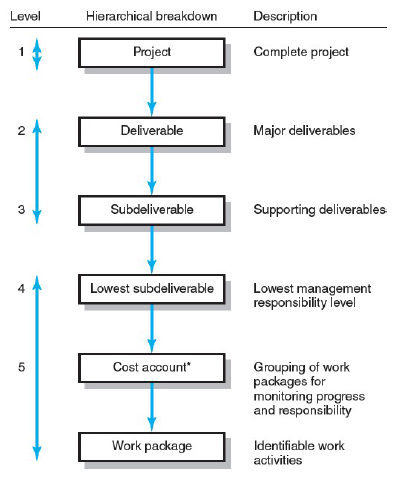 Level Hierarchical breakdown Description
1 Project Complete project
2 Deliverable Major deliverables
3 Subdeliverable Supporting deliverables
4 Lowest subdeliverable Lowest management
responsibility level
5 Cost account* Grouping of work
packages for
monitoring progress
and responsibility
Work package Identifiable work
activities